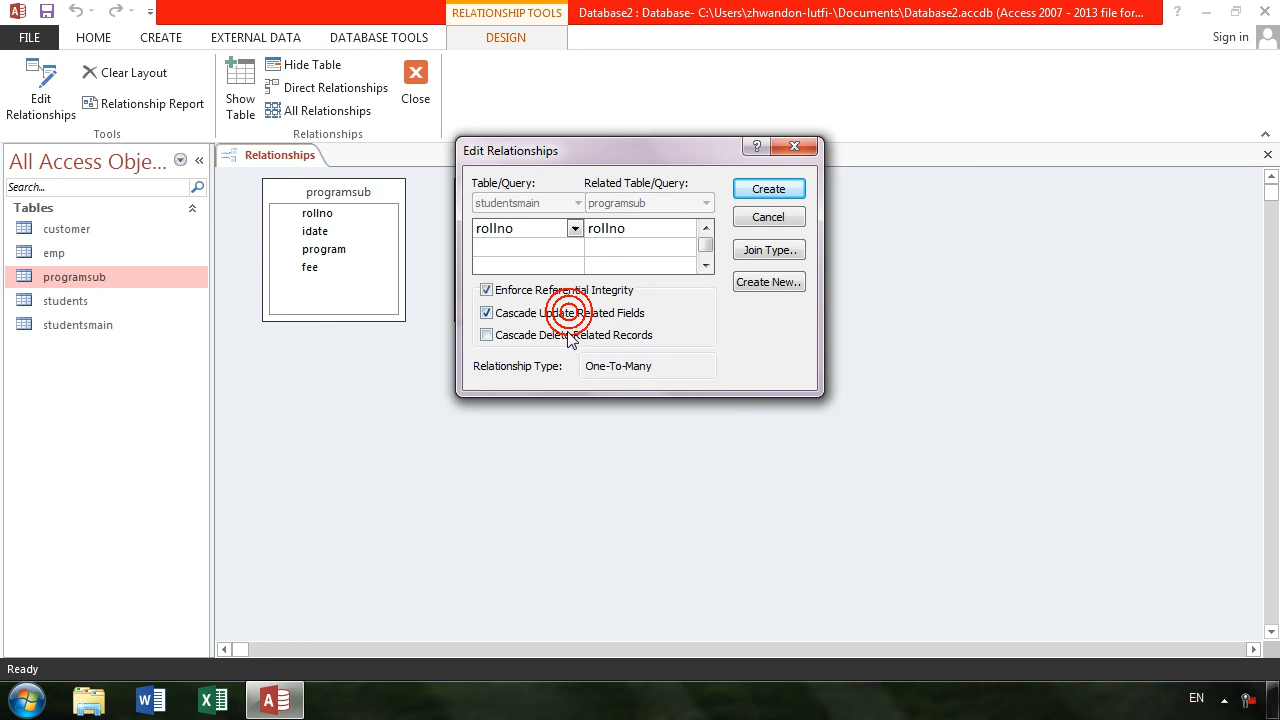 RELATIONSHIP TOOLS
Database2 : Database- C:\Users\zhwandon-lutfi-\Documents\Database2.accdb (Access 2007 - 2013 file for...
FILE
HOME
CREATE
EXTERNAL DATA
DATABASE TOOLS
DESIGN
Sign in
Edit
Relationships
Clear Layout
Relationship Report
Tools
Show
Table
Hide Table
Direct Relationships
All Relationships
Relationships
Close
All Access Obje...
Search...
Tables
customer
emp
programsub
students
studentsmain
Relationships
programsub
rollno
idate
program
fee
Edit Relationships
Table/Query:
Related Table/Query:
studentsmain
programsub
rollno
rollno
Enforce Referential Integrity
Cascade Update Related Fields
Cascade Delete Related Records
Relationship Type:
One-To-Many
Create
Cancel
Join Type..
Create New..
Ready
EN